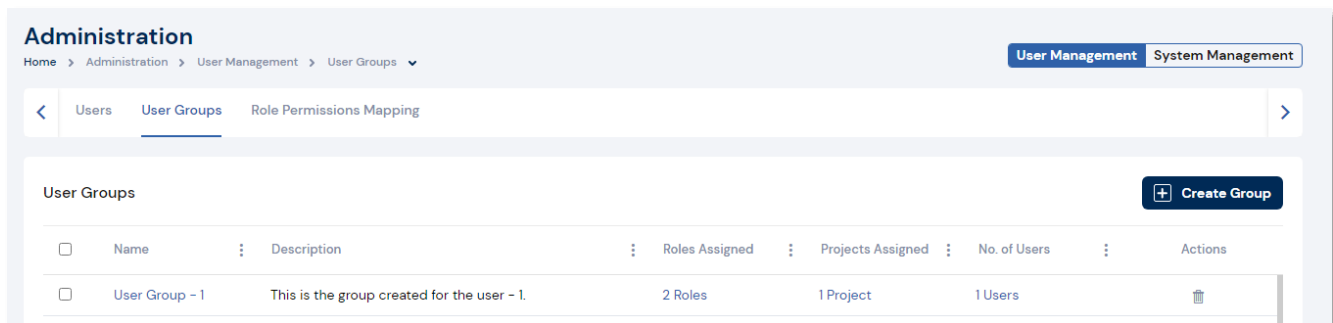 Administration
Home > Administration > User Management > User Groups
User Management System Management
Users User Groups Role Permissions Mapping
User Groups
Create Group
Name Description Roles Assigned Projects Assigned No. of Users Actions
User Group - 1 This is the group created for the user - 1. 2 Roles 1 Project 1 Users